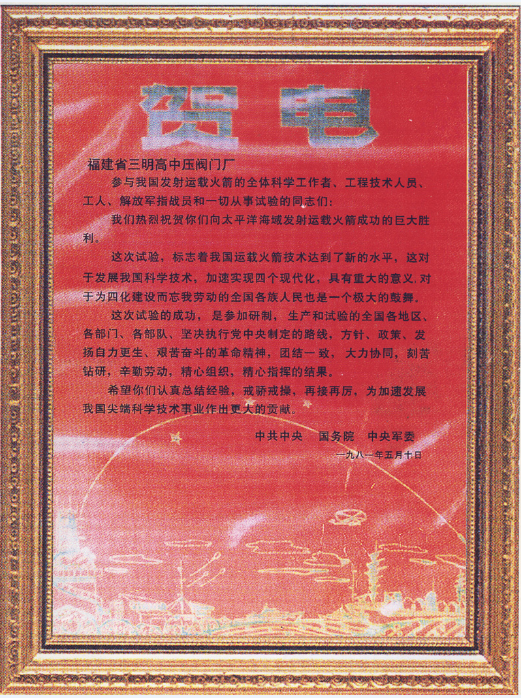 贺电
福建省三明高中压阀门厂
参与我国发射运载火箭的全体科学工作者、工程技术人员、
工人、解放军指战员和一切从事试验的同志们：
我们热烈祝贺你们向太平洋海域发射运载火箭成功的巨大胜
利。
这次试验，标志着我国运载火箭技术达到了新的水平，这对
于发展我国科学技术，加速实现四个现代化，具有重大的意义，对
于为四化建设而忘我劳动的全国各族人民也是一个极大的鼓舞。
这次试验的成功，是参加研制，生产和试验的全国各地区、
各部门、各部队、坚决执行党中央制定的路线，方针、政策、发
扬自力更生、艰苦奋斗的革命精神，团结一致，大力协同，刻苦
钻研，辛勤劳动，精心组织，精心指挥的结果。
希望你们认真总结经验，戒骄戒操，再接再厉，为加速发展
我国尖端科学技术事业作出更大的贡献．
中共中央 国务院 中央军委
一九八一年五月十日